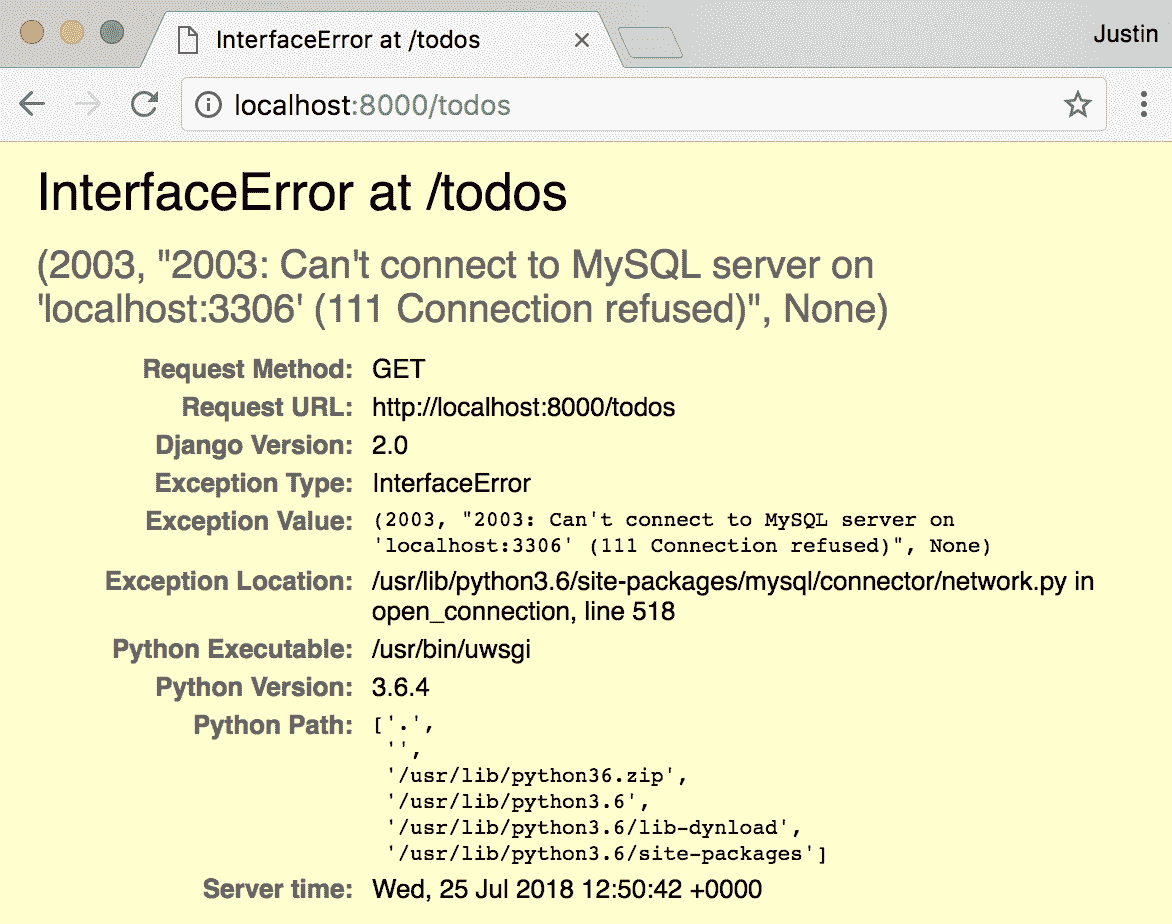 InterfaceError at /todos
Justin
localhost:8000/todos
InterfaceError at /todos
(2003, "2003: Can't connect to MySQL server on
'localhost:3306' (111 Connection refused)", None)
Request Method: GET
Request URL: http://localhost:8000/todos
Django Version: 2.0
Exception Type: InterfaceError
Exception Value: (2003, "2003: Can't connect to MySQL server on
'localhost:3306' (111 Connection refused)", None)
Exception Location: /usr/lib/python3.6/site-packages/mysql/connector/network.py in
open_connection, line 518
Python Executable: /usr/bin/uwsgi
Python Version: 3.6.4
Python Path: ['.',
'',
'/usr/lib/python36.zip',
'/usr/lib/python3.6',
'/usr/lib/python3.6/lib-dynload',
'/usr/lib/python3.6/site-packages']
Server time: Wed, 25 Jul 2018 12:50:42 +0000